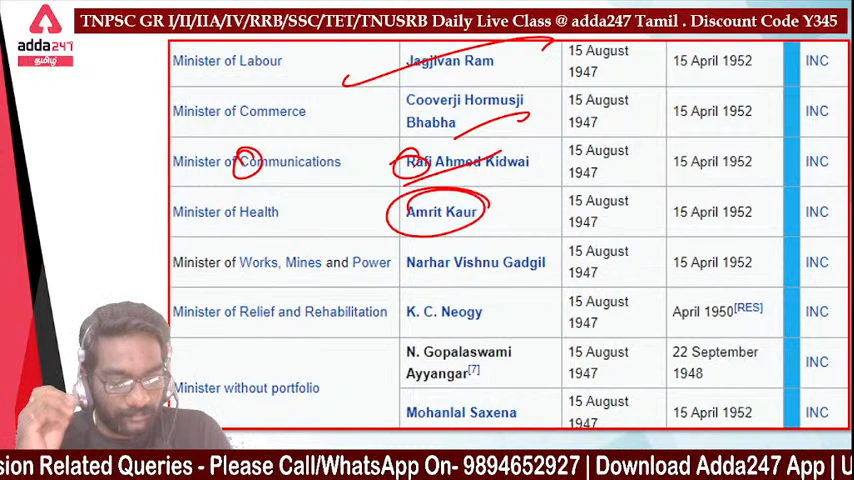 TNPSC GR I/II/IIA/IV/RRB/SSC/TET/TNUSRB Daily Live Class @ adda247 Tamil . Discount Code Y345
adda247
தமிழ்
Minister of Labour Jagjivan Ram 15 August 1947 15 April 1952 INC
Minister of Commerce Cooverji Hormusji Bhabha 15 August 1947 15 April 1952 INC
Minister of Communications Rafi Ahmed Kidwai 15 August 1947 15 April 1952 INC
Minister of Health Amrit Kaur 15 August 1947 15 April 1952 INC
Minister of Works, Mines and Power Narhar Vishnu Gadgil 15 August 1947 15 April 1952 INC
Minister of Relief and Rehabilitation K. C. Neogy 15 August 1947 April 1950[RES] INC
Minister without portfolio N. Gopalaswami Ayyangar[7] 15 August 1947 22 September 1948 INC
Mohanlal Saxena 15 August 1947 15 April 1952 INC
sion Related Queries - Please Call/WhatsApp On- 9894652927 | Download Adda247 App | U